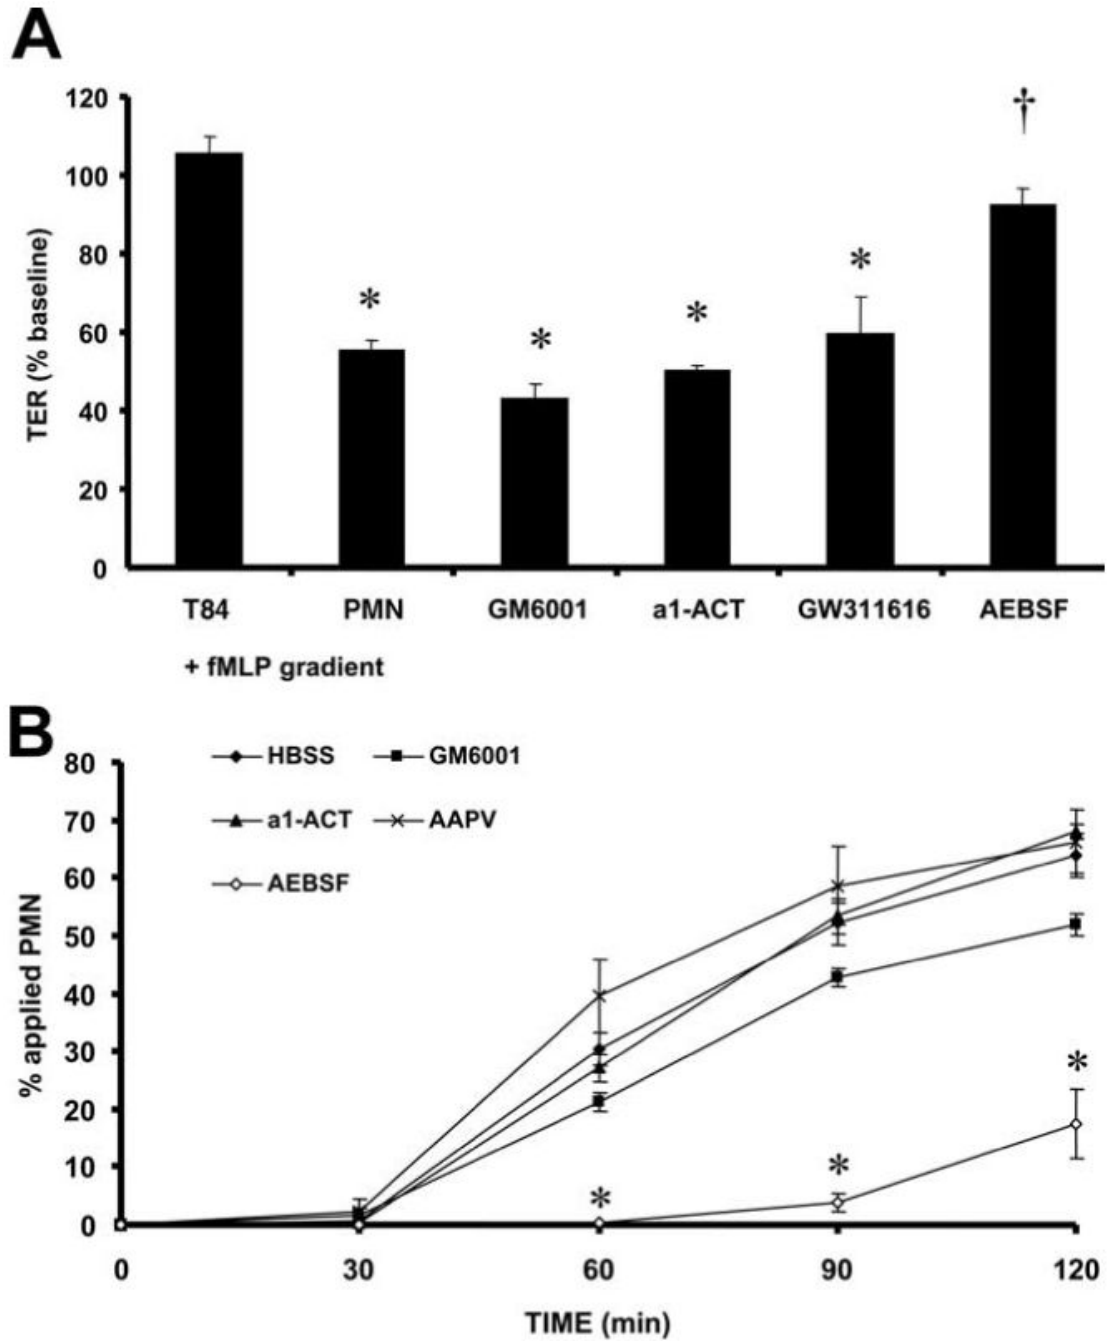 A
120
100
80
60
40
20
0
TER (% baseline)
*
*
*
*
†
T84 PMN GM6001 a1-ACT GW311616 AEBSF
+ fMLP gradient
B
HBSS GM6001
a1-ACT AAPV
AEBSF
80
70
60
50
40
30
20
10
0
% applied PMN
*
*
*
0 30 60 90 120
TIME (min)